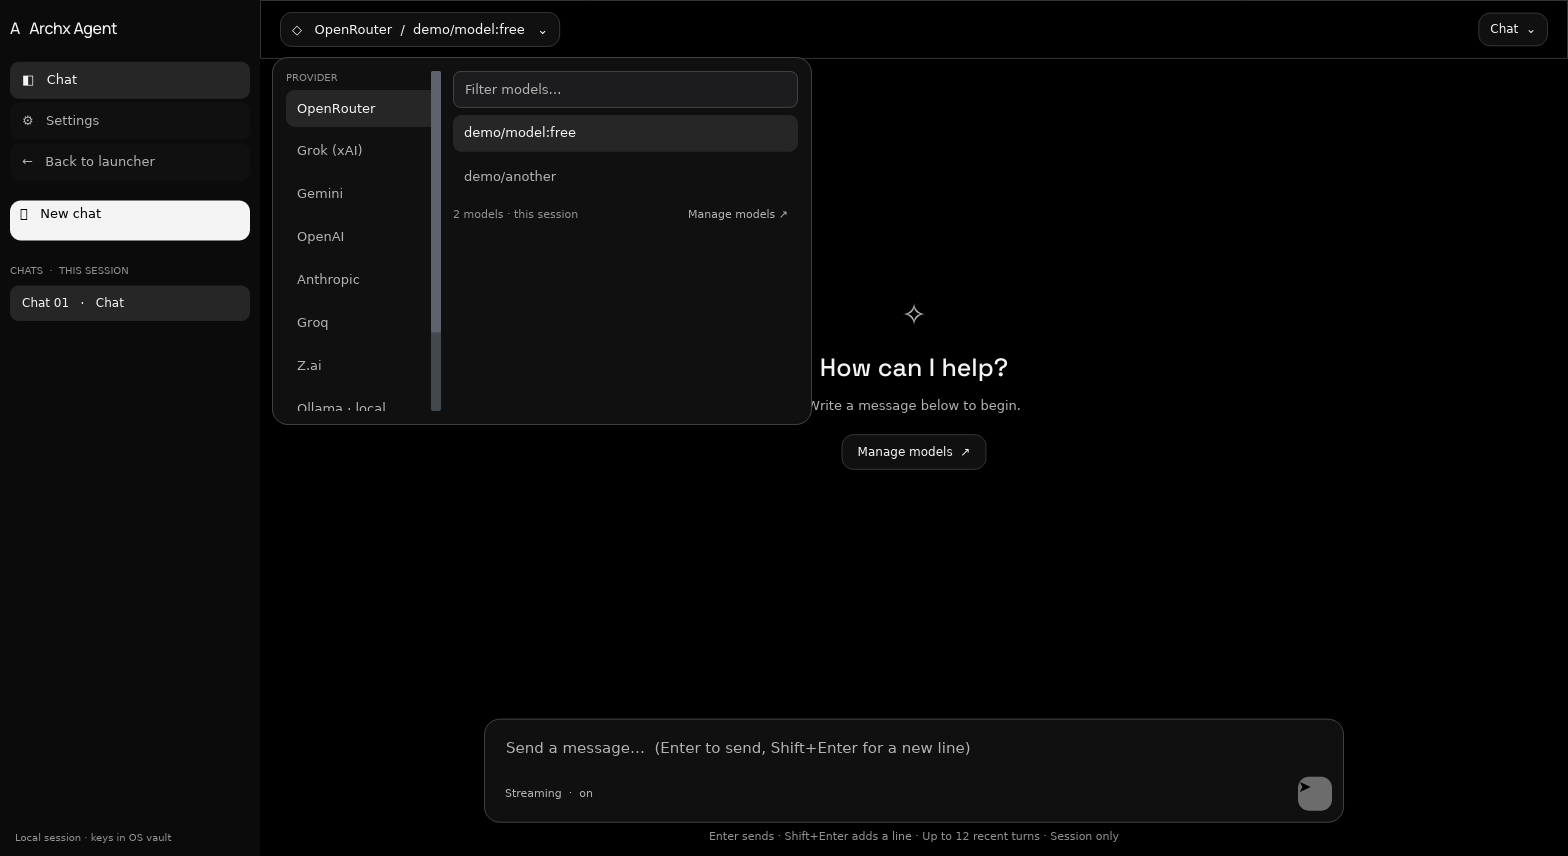 A Archx Agent
Chat
Settings
Back to launcher
New chat
CHATS · THIS SESSION
Chat 01 · Chat
Local session · keys in OS vault
OpenRouter / demo/model:free
Chat
PROVIDER
OpenRouter
Grok (xAI)
Gemini
OpenAI
Anthropic
Groq
Z.ai
Ollama · local
Filter models...
demo/model:free
demo/another
2 models · this session
Manage models ↗
How can I help?
Write a message below to begin.
Manage models ↗
Send a message... (Enter to send, Shift+Enter for a new line)
Streaming · on
Enter sends · Shift+Enter adds a line · Up to 12 recent turns · Session only